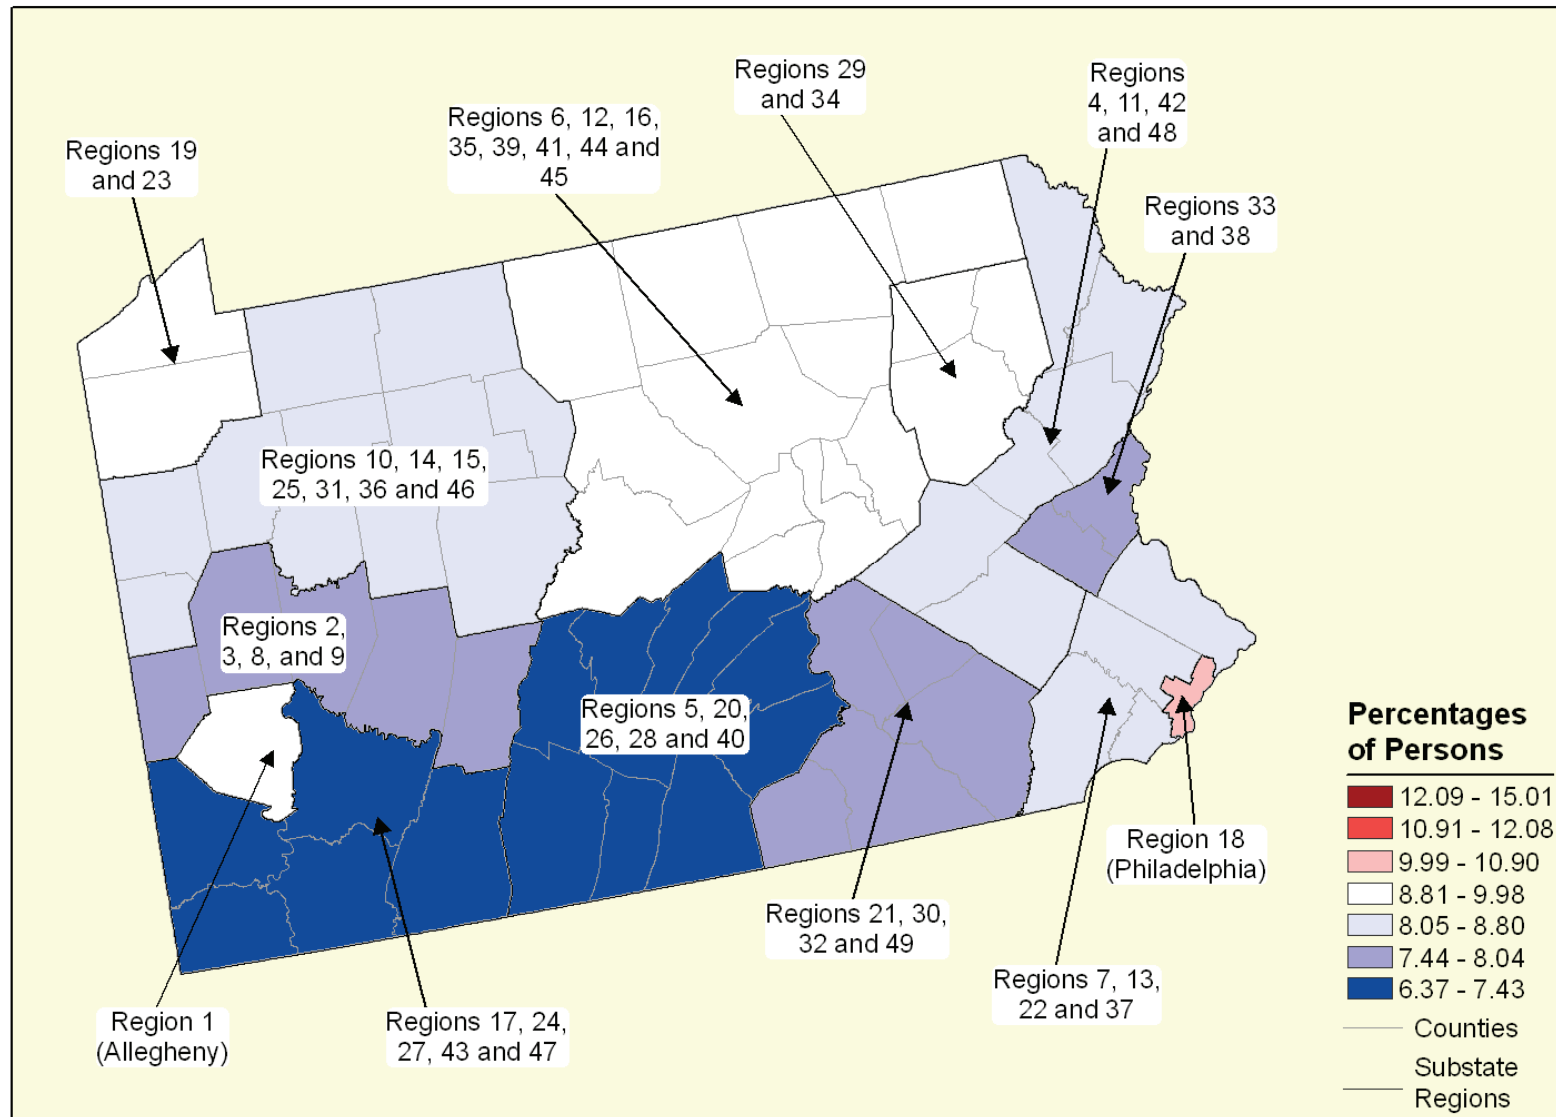 Regions 29
and 34
Regions
4, 11, 42
and 48
Regions 6, 12, 16,
35, 39, 41, 44 and
45
Regions 19
and 23
Regions 33
and 38
Regions 10, 14, 15,
25, 31, 36 and 46
Regions 2,
3, 8, and 9
Regions 5, 20,
26, 28 and 40
Percentages
of Persons
12.09 - 15.01
10.91 - 12.08
9.99 - 10.90
8.81 - 9.98
8.05 - 8.80
7.44 - 8.04
6.37 - 7.43
Counties
Substate
Regions
Region 18
(Philadelphia)
Regions 21, 30,
32 and 49
Regions 7, 13,
22 and 37
Region 1
(Allegheny)
Regions 17, 24,
27, 43 and 47